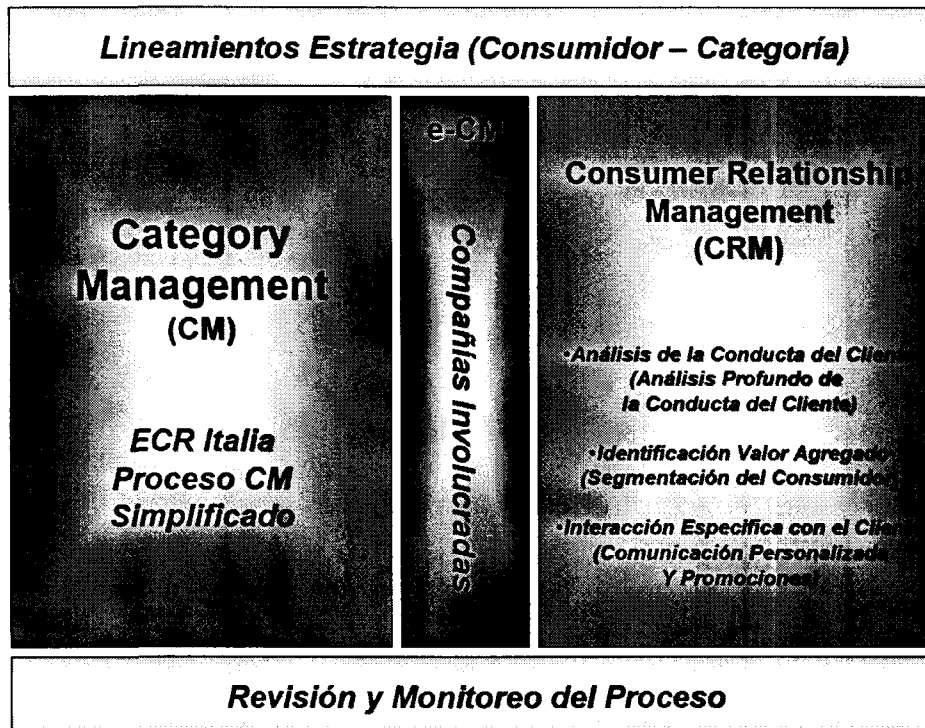 Lineamientos Estrategia (Consumidor – Categoría)
Category
Management
(CM)
ECR Italia
Proceso CM
Simplificado
e-CM
Compañías Involucradas
Consumer Relationship
Management
(CRM)
•Análisis de la Conducta del Cliente
(Análisis Profundo de
la Conducta del Cliente)
•Identificación Valor Agregado
(Segmentación del Consumidor)
•Interacción Especifica con el Cliente
(Comunicación Personalizada
Y Promociones)
Revisión y Monitoreo del Proceso